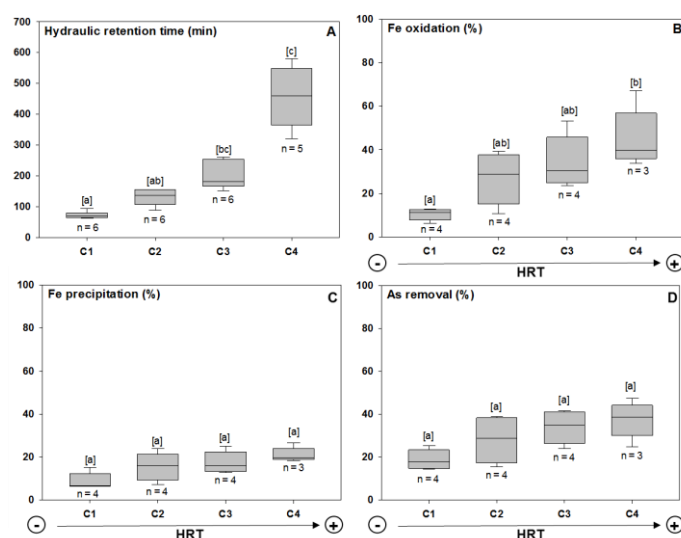 Hydraulic retention time (min) A
700
600
500
400
300
200
100
0
[a] [ab] [bc] [c]
n = 6 n = 6 n = 6 n = 5
C1 C2 C3 C4
Fe oxidation (%) B
100
80
60
40
20
0
[a] [ab] [ab] [b]
n = 4 n = 4 n = 4 n = 3
C1 C2 C3 C4
- HRT +
Fe precipitation (%) C
100
80
60
40
20
0
[a] [a] [a] [a]
n = 4 n = 4 n = 4 n = 3
C1 C2 C3 C4
- HRT +
As removal (%) D
100
80
60
40
20
0
[a] [a] [a] [a]
n = 4 n = 4 n = 4 n = 3
C1 C2 C3 C4
- HRT +